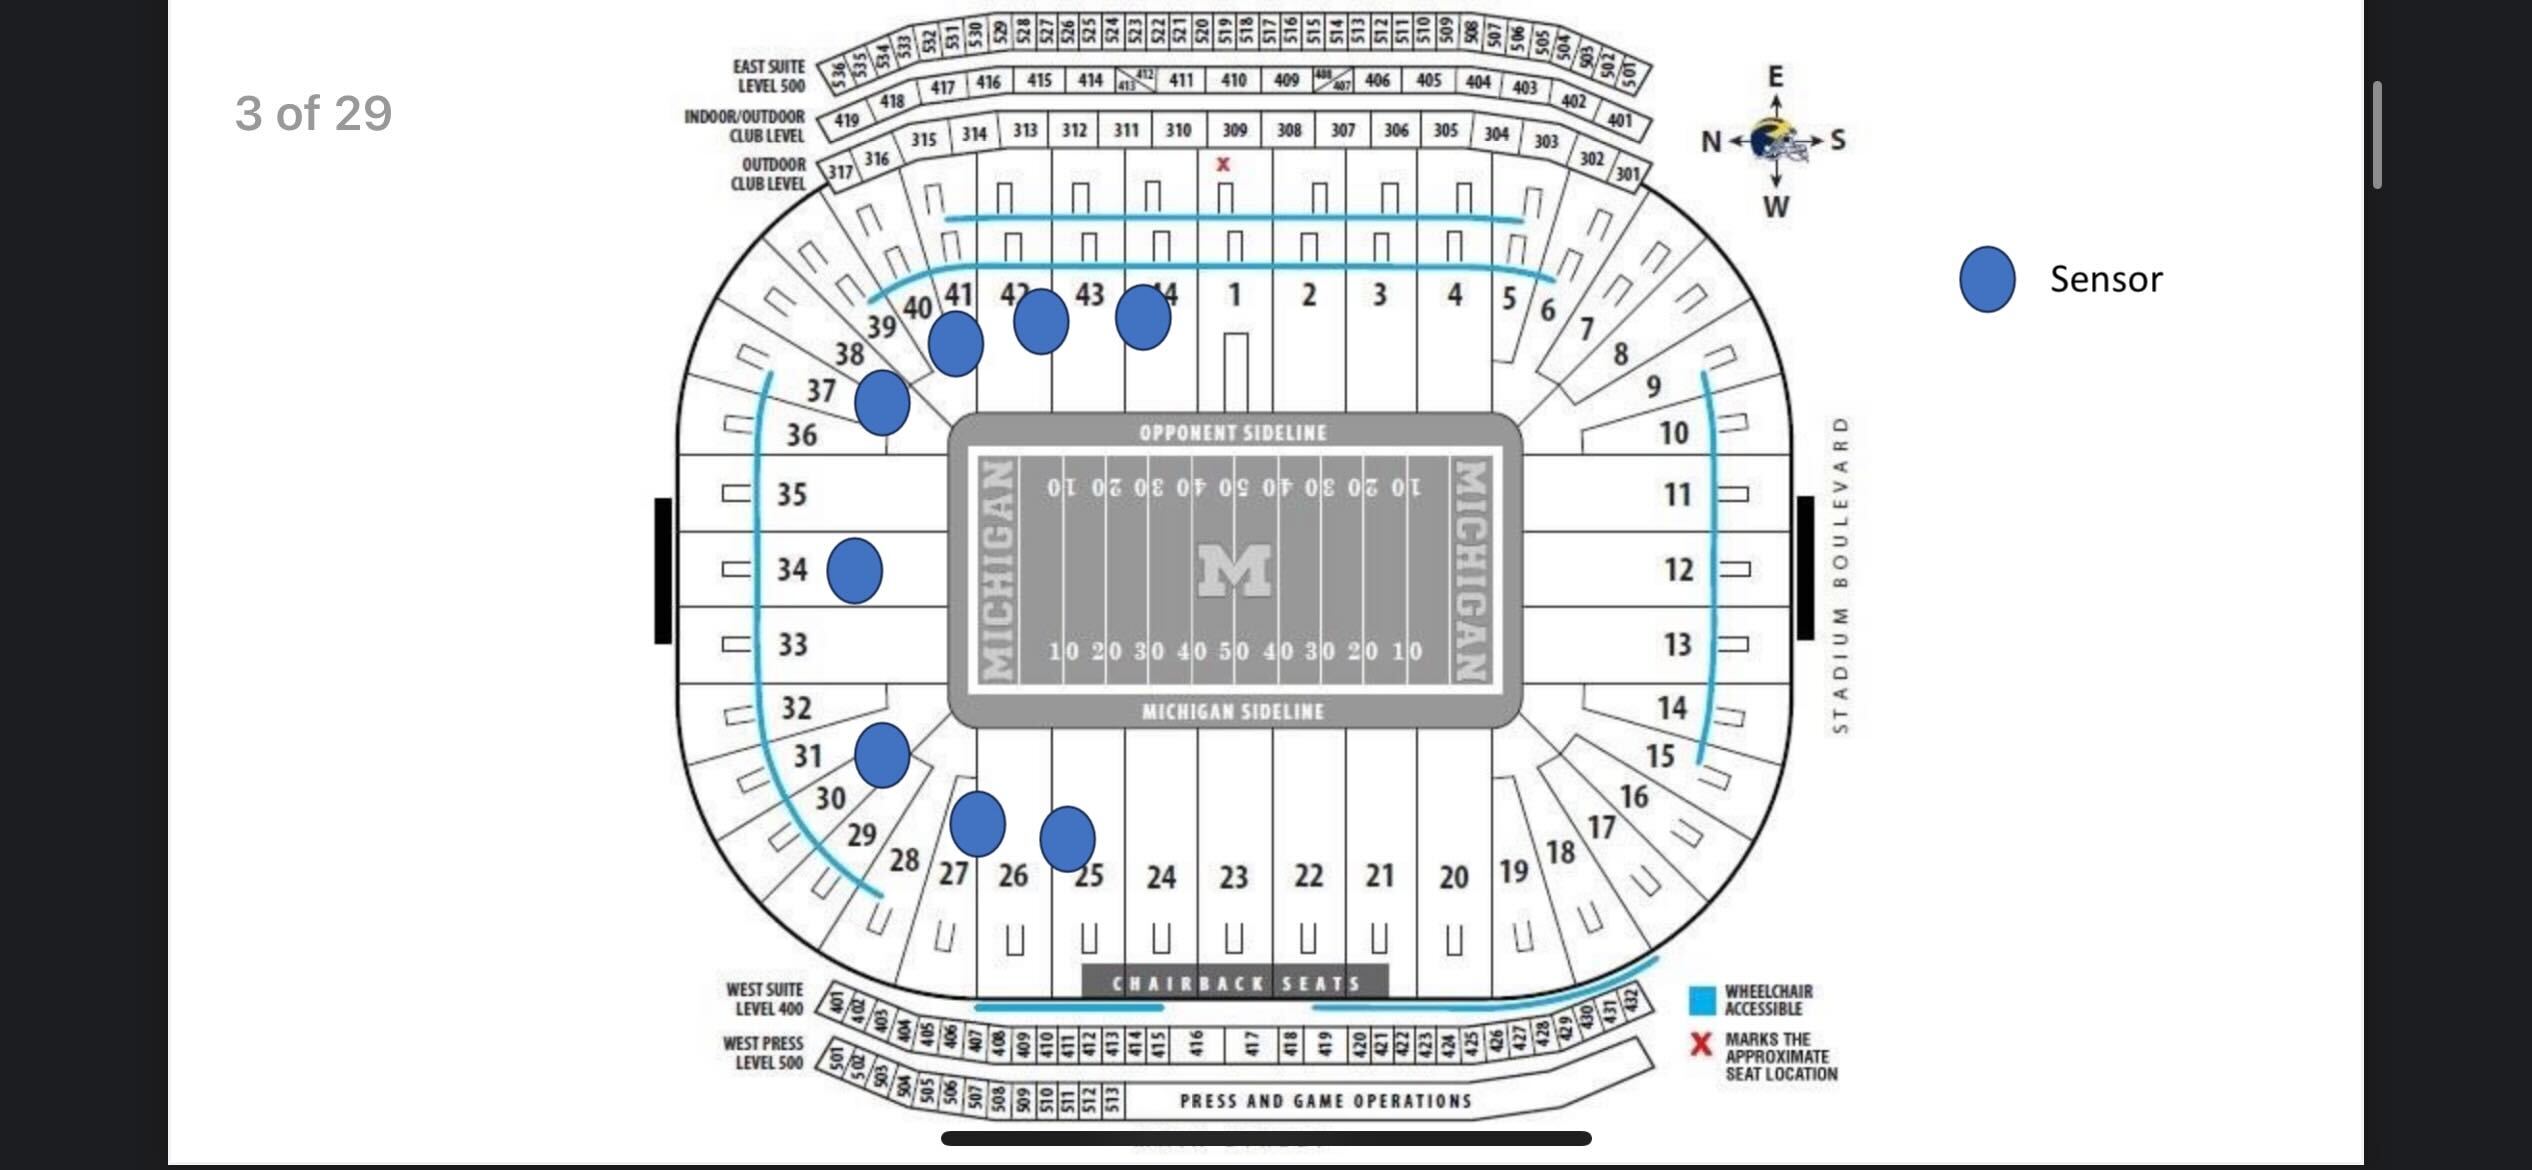 3 of 29
536 535 534 533 532 531 530 529 528 527 526 525 524 523 522 521 520 519 518 517 516 515 514 513 512 511 510 509 508 507 506 505 504 503 502 501
EAST SUITE
LEVEL 500
419 418 417 416 415 414 413 412 411 410 409 408 407 406 405 404 403 402 401
INDOOR/OUTDOOR
CLUB LEVEL
317 316 315 314 313 312 311 310 309 308 307 306 305 304 303 302 301
OUTDOOR
CLUB LEVEL
X
E
N S
W
Sensor
39 40 41 43 1 2 3 4 5 6 7
38 8
37 9
36 10
35 11
34 12
33 13
32 14
31 15
30 16
29 17
28 18
27 26 25 24 23 22 21 20 19
OPPONENT SIDELINE
10 20 30 40 50 40 30 20 10
MICHIGAN
M
MICHIGAN
10 20 30 40 50 40 30 20 10
MICHIGAN SIDELINE
STADIUM BOULEVARD
CHAIRBACK SEATS
WEST SUITE
LEVEL 400
401 402 403 404 405 406 407 408 409 410 411 412 413 414 415 416 417 418 419 420 421 422 423 424 425 426 427 428 429 430 431 432
WEST PRESS
LEVEL 500
501 502 503 504 505 506 507 508 509 510 511 512 513
PRESS AND GAME OPERATIONS
WHEELCHAIR
ACCESSIBLE
X MARKS THE
APPROXIMATE
SEAT LOCATION